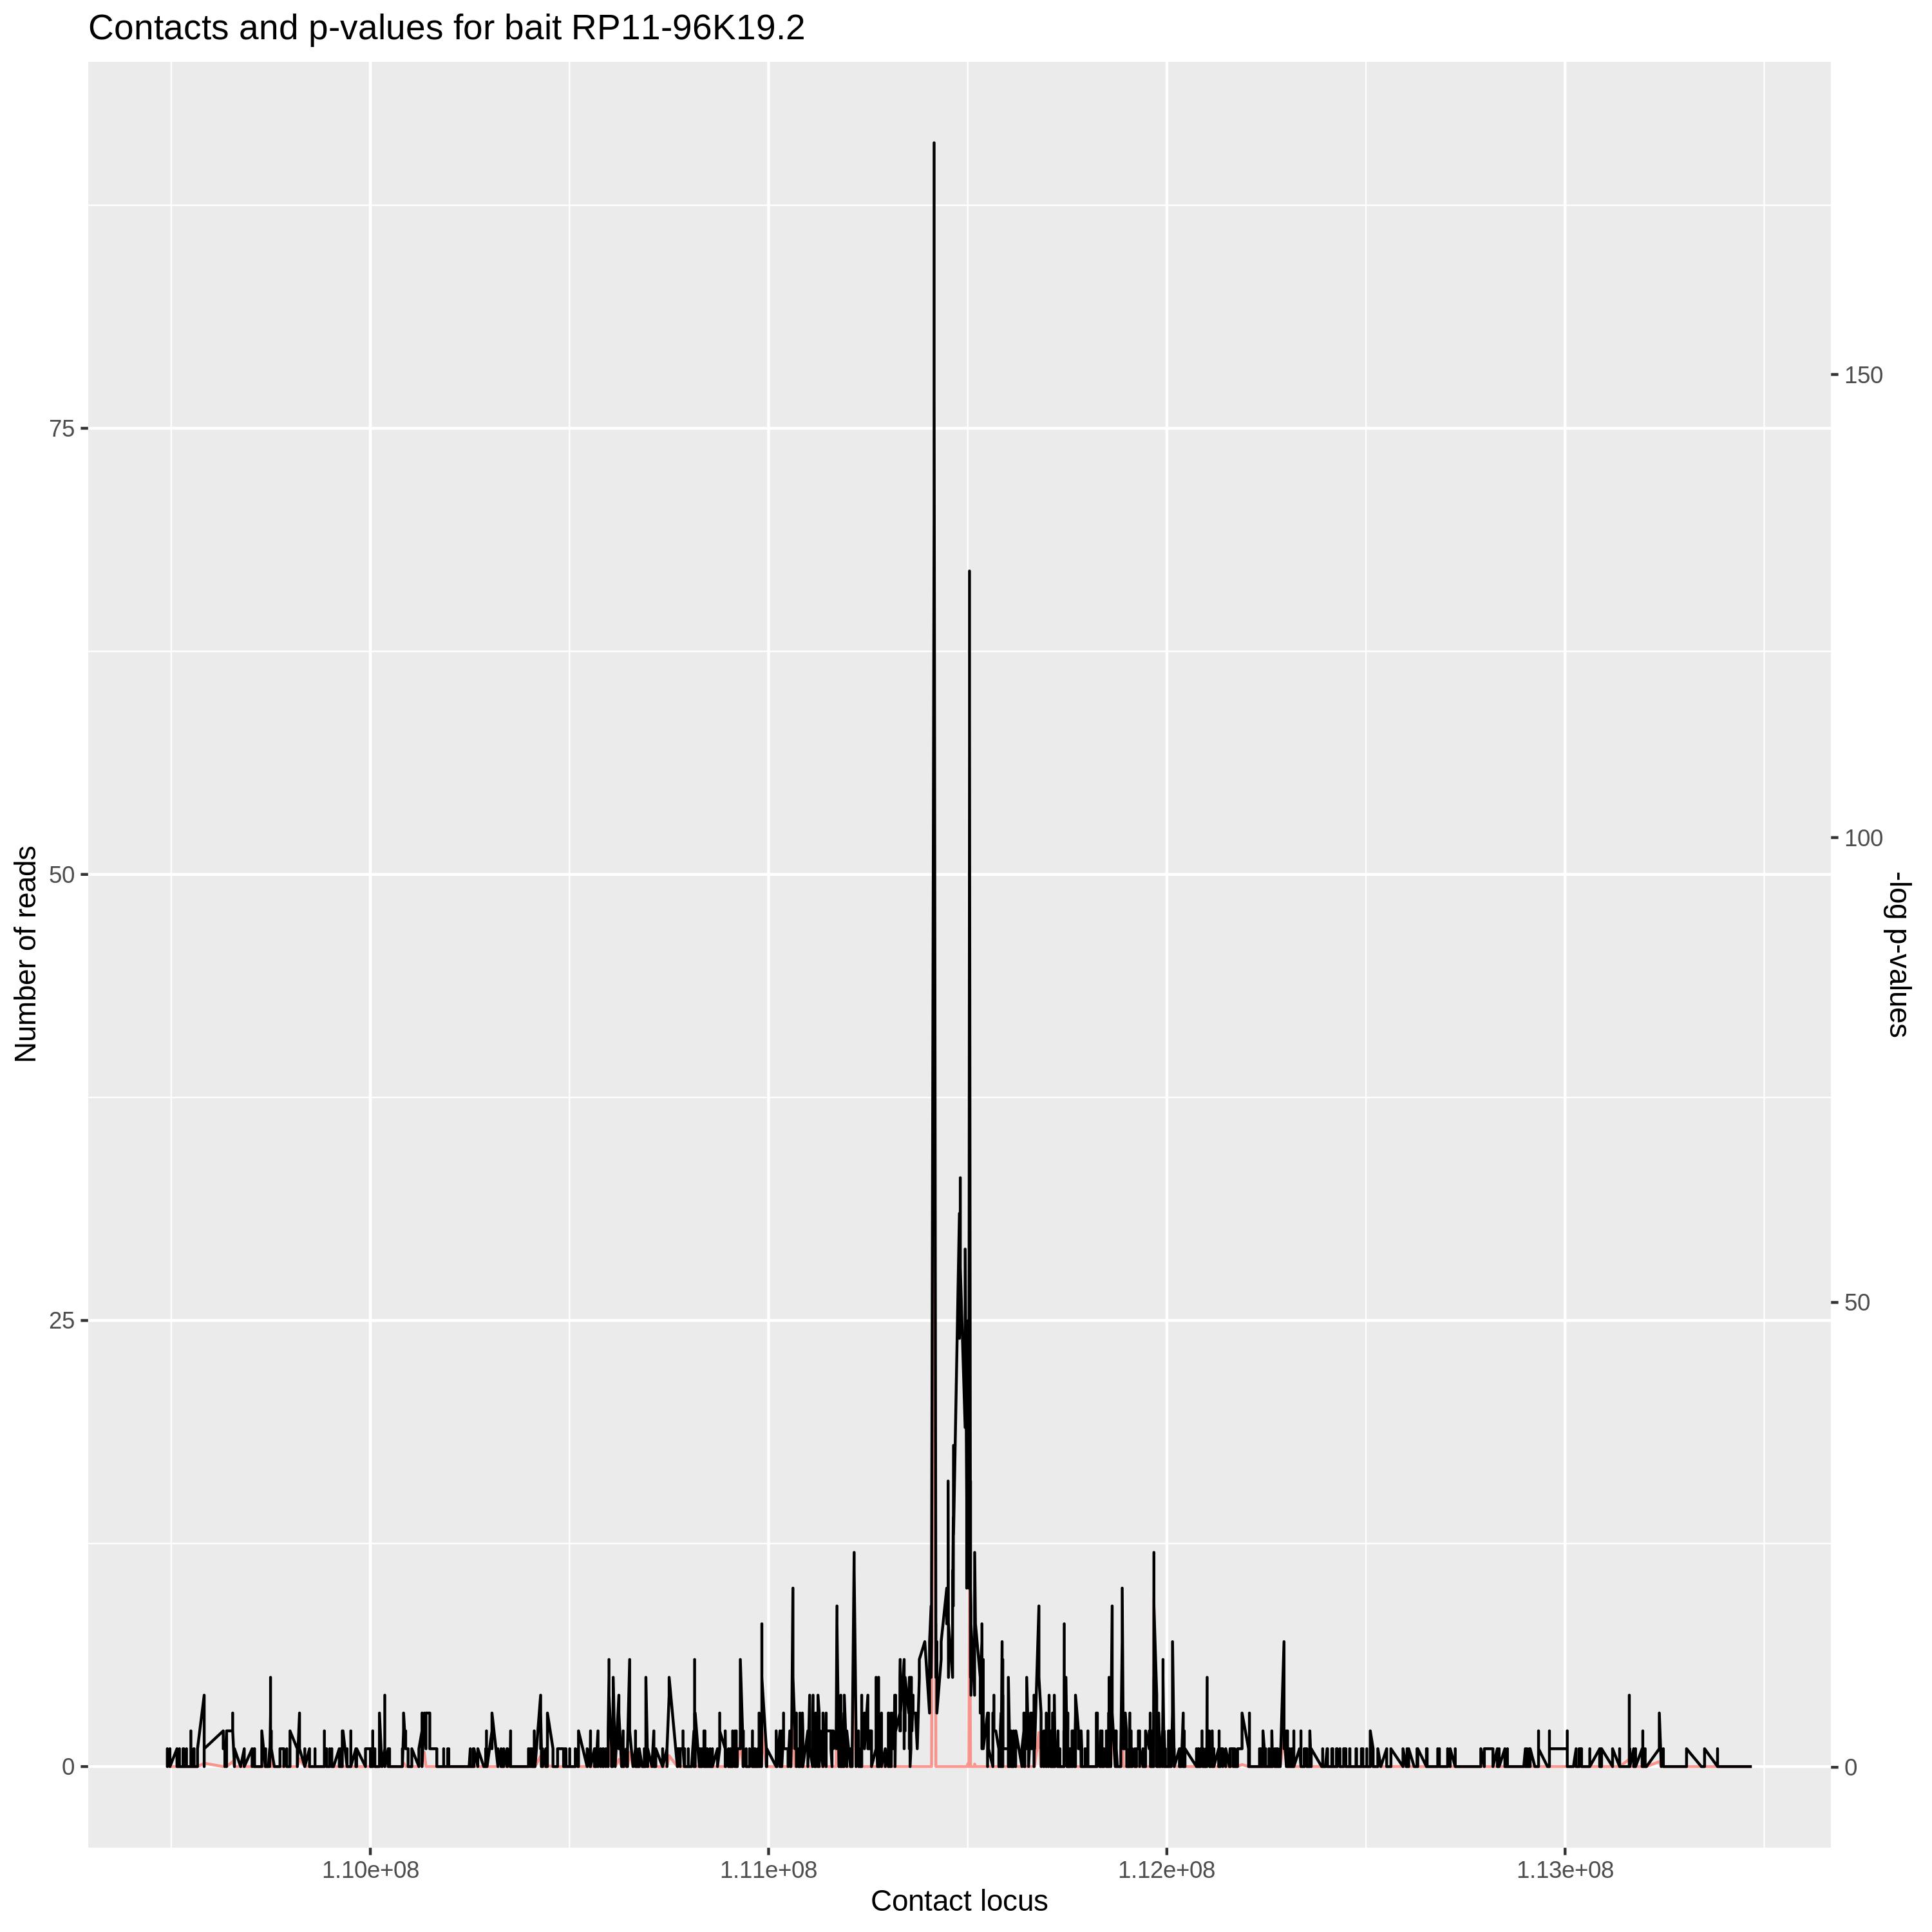 Contacts and p-values for bait RP11-96K19.2
75
50
25
0
Number of reads
150
100
50
0
-log p-values
1.10e+08
1.11e+08
1.12e+08
1.13e+08
Contact locus